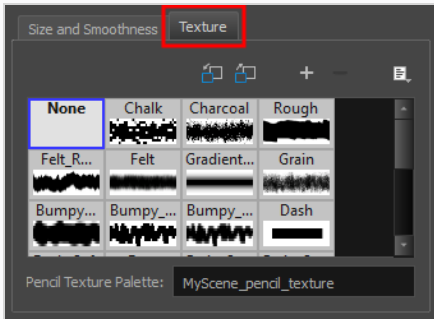 Size and Smoothness Texture
None Chalk Charcoal Rough
Felt_R... Felt Gradient... Grain
Bumpy... Bumpy_... Bumpy_... Dash
Pencil Texture Palette: MyScene_pencil_texture